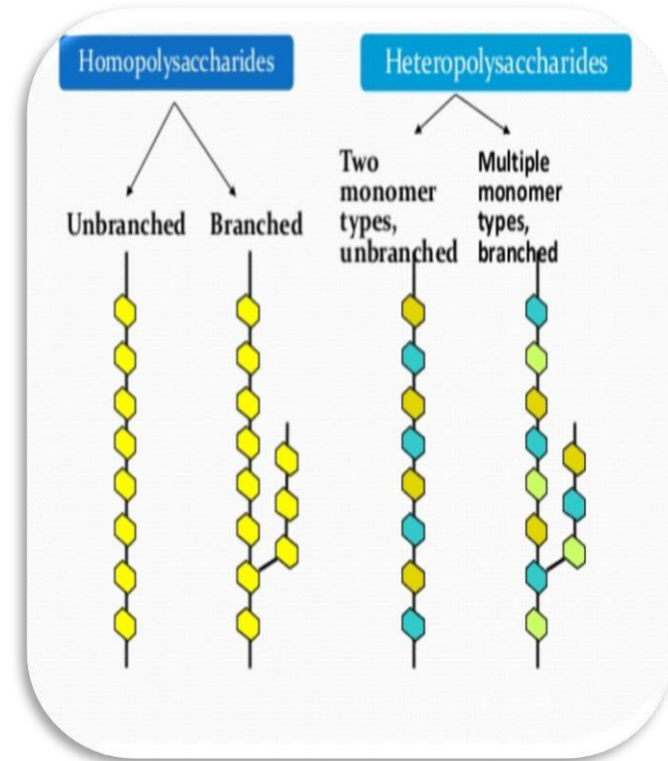 Homopolysaccharides
Heteropolysaccharides
Unbranched
Branched
Two
monomer
types,
unbranched
Multiple
monomer
types,
branched